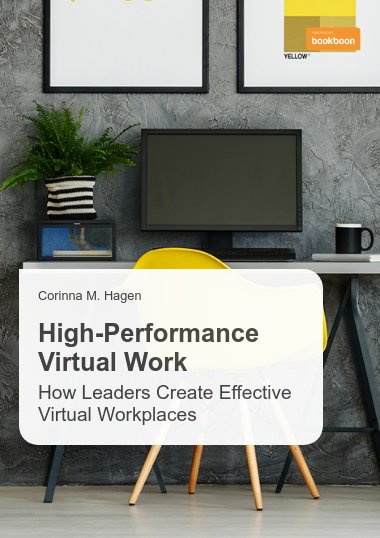 bookboon
YELLOW
Corinna M. Hagen
High-Performance
Virtual Work
How Leaders Create Effective
Virtual Workplaces